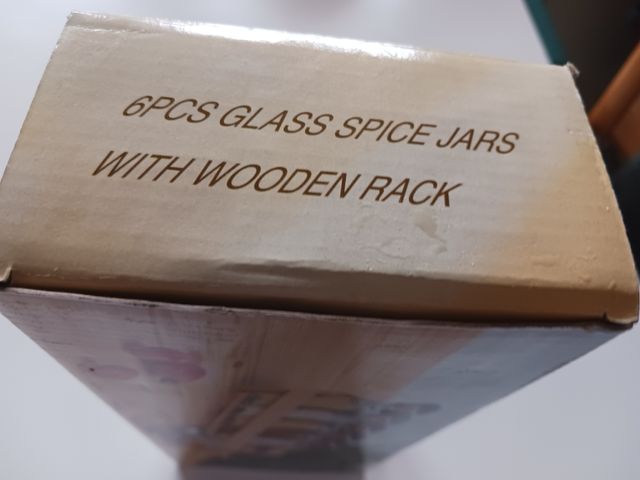 6PCS GLASS SPICE JARS
WITH WOODEN RACK